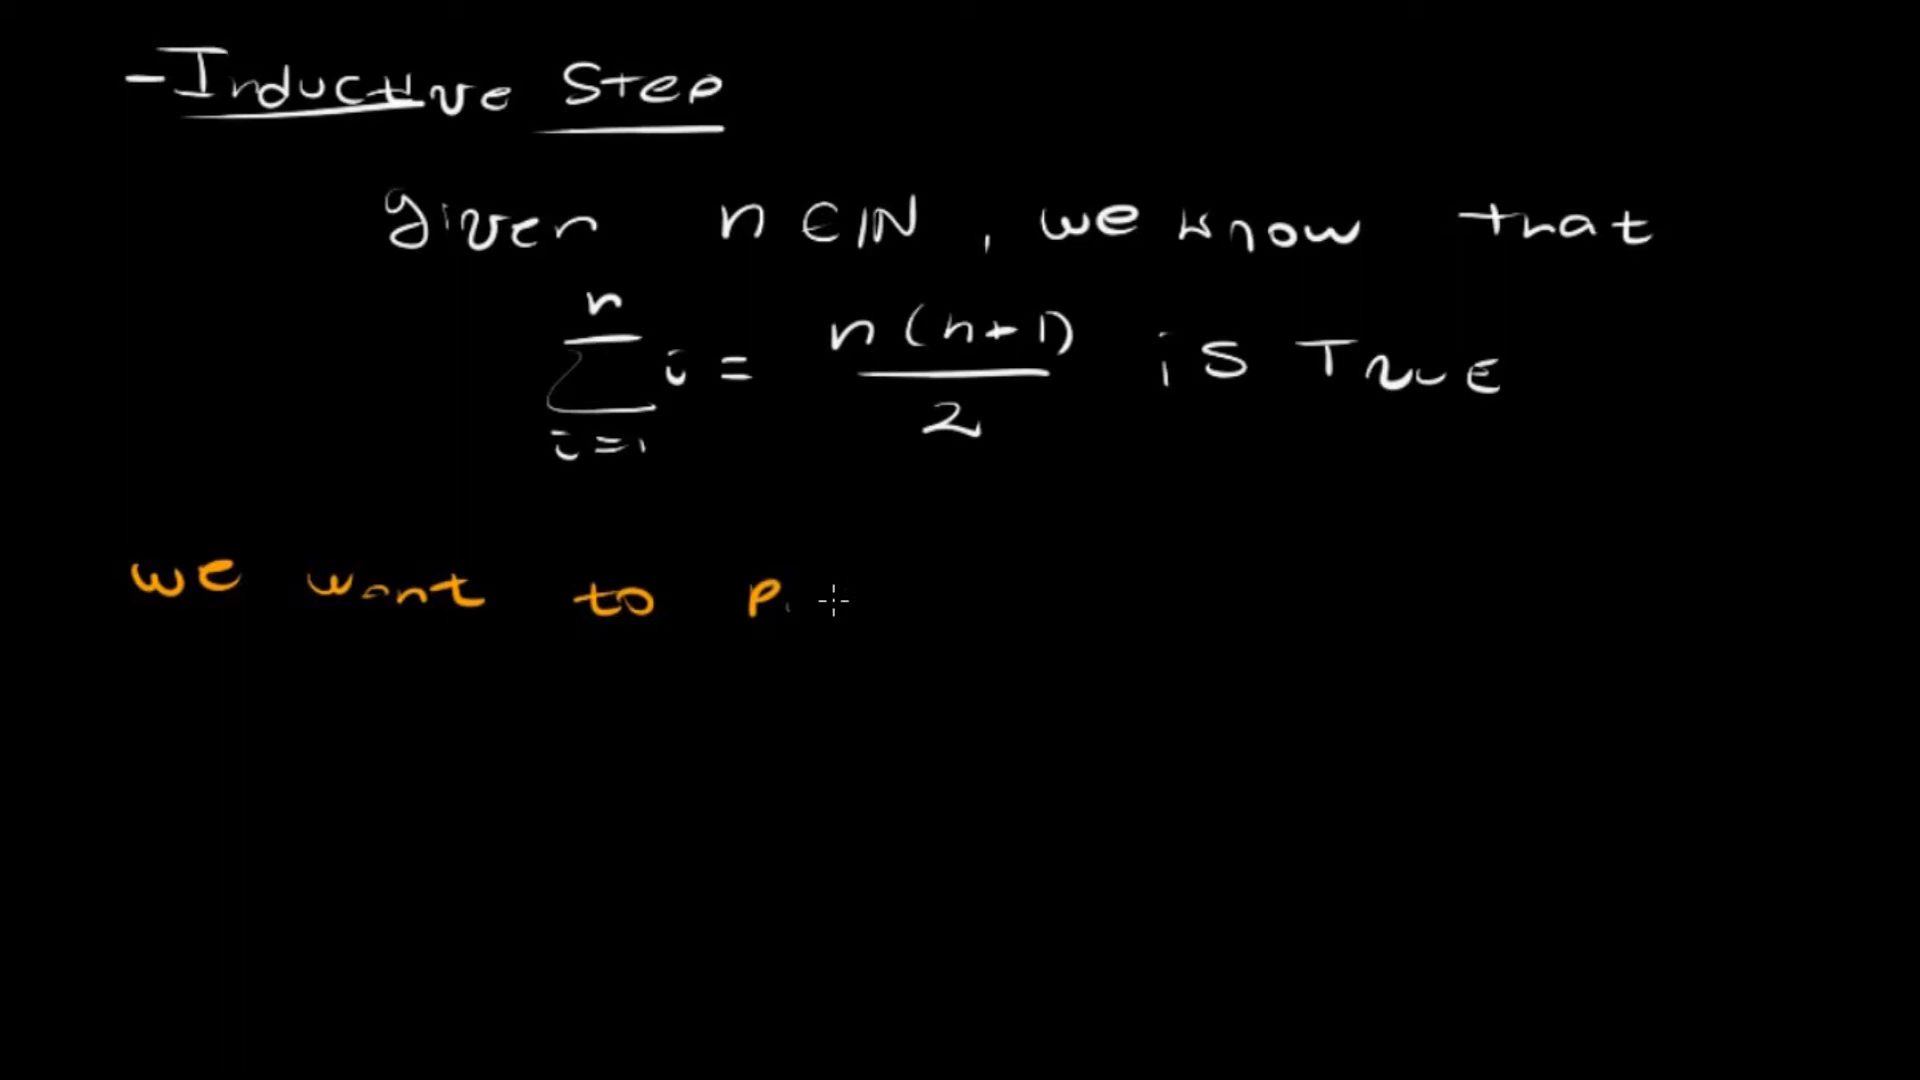 - Inductive Step
given n ∈ ℕ, we know that
n
∑ i = n(n+1)/2 is True
i=1
we want to P